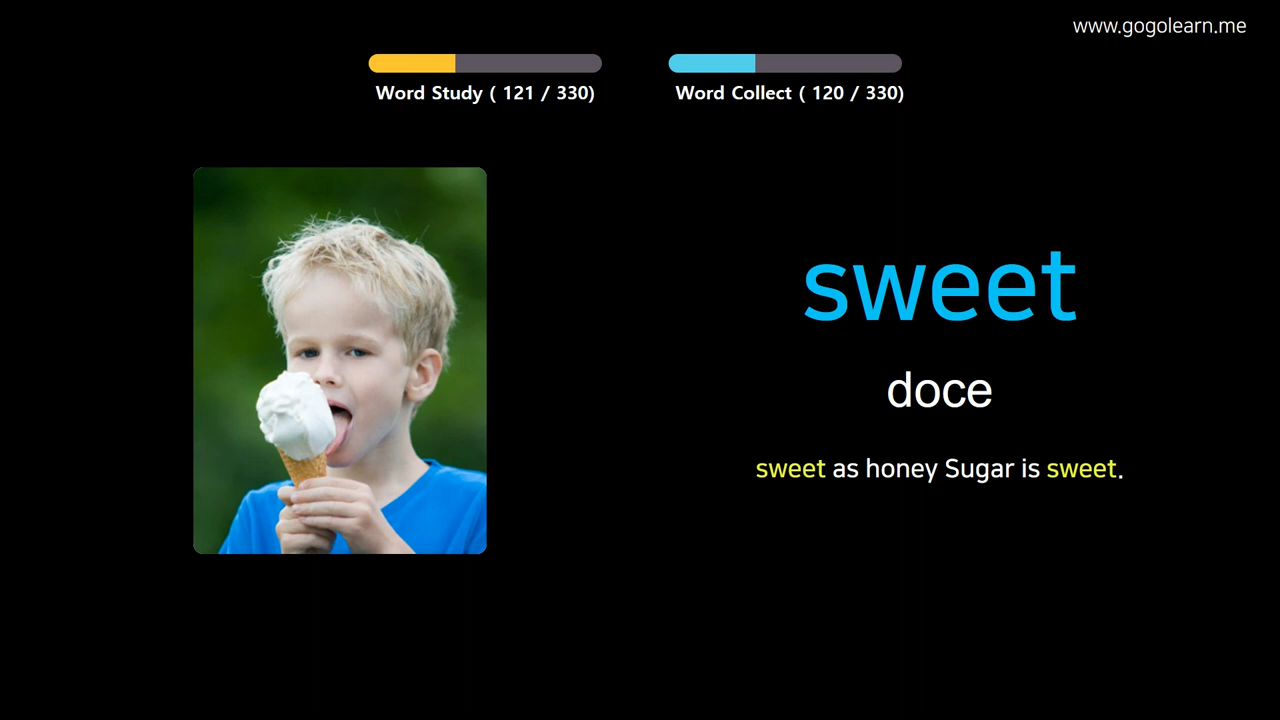 www.gogolearn.me
Word Study ( 121 / 330)
Word Collect ( 120 / 330)
sweet
doce
sweet as honey Sugar is sweet.